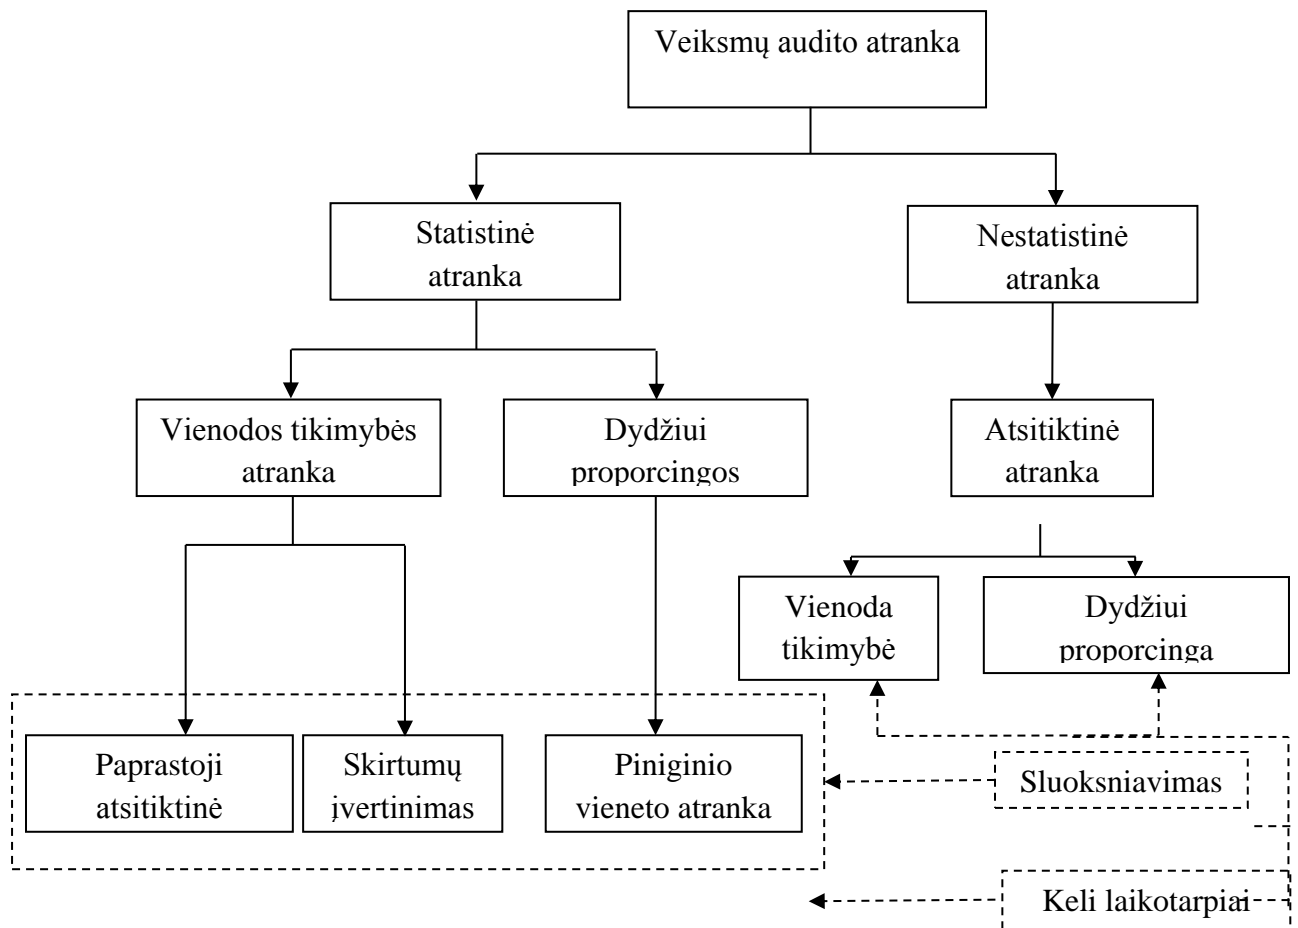 Veiksmų audito atranka
Statistinė
atranka
Nestatistinė
atranka
Vienodos tikimybės
atranka
Dydžiui
proporcingos
Atsitiktinė
atranka
Vienoda
tikimybė
Dydžiui
proporcinga
Paprastoji
atsitiktinė
Skirtumų
įvertinimas
Piniginio
vieneto atranka
Sluoksniavimas
Keli laikotarpiai